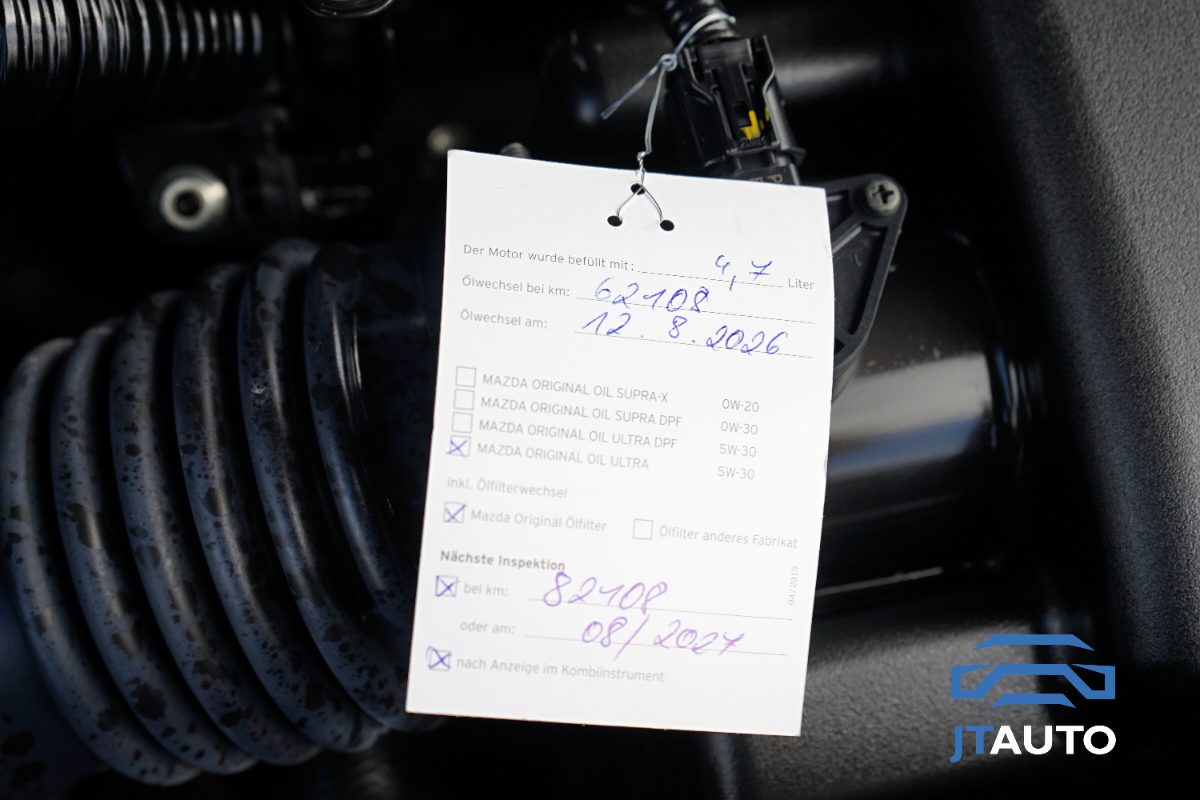 Der Motor wurde befüllt mit: 4,7 Liter
Ölwechsel bei km: 62108
Ölwechsel am: 12.8.2026
MAZDA ORIGINAL OIL SUPRA-X 0W-20
MAZDA ORIGINAL OIL SUPRA DPF 0W-30
MAZDA ORIGINAL OIL ULTRA DPF 5W-30
MAZDA ORIGINAL OIL ULTRA 5W-30
inkl. Ölfilterwechsel
Mazda Original Ölfilter Ölfilter anderes Fabrikat
Nächste Inspektion
bei km: 82108
oder am: 08/2027
nach Anzeige im Kombiinstrument
04/2019
JTAUTO